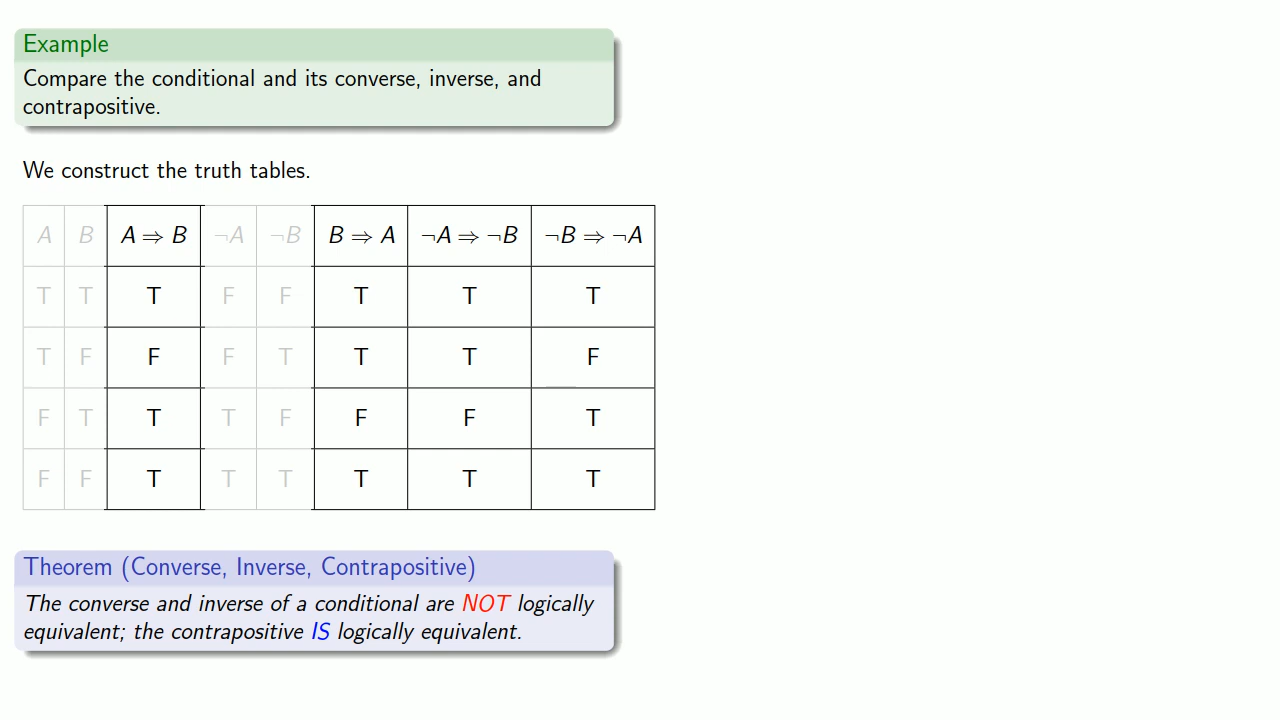 Example
Compare the conditional and its converse, inverse, and
contrapositive.
We construct the truth tables.
A B A ⇒ B ¬A ¬B B ⇒ A ¬A ⇒ ¬B ¬B ⇒ ¬A
T T T F F T T T
T F F F T T T F
F T T T F F F T
F F T T T T T T
Theorem (Converse, Inverse, Contrapositive)
The converse and inverse of a conditional are NOT logically
equivalent; the contrapositive IS logically equivalent.